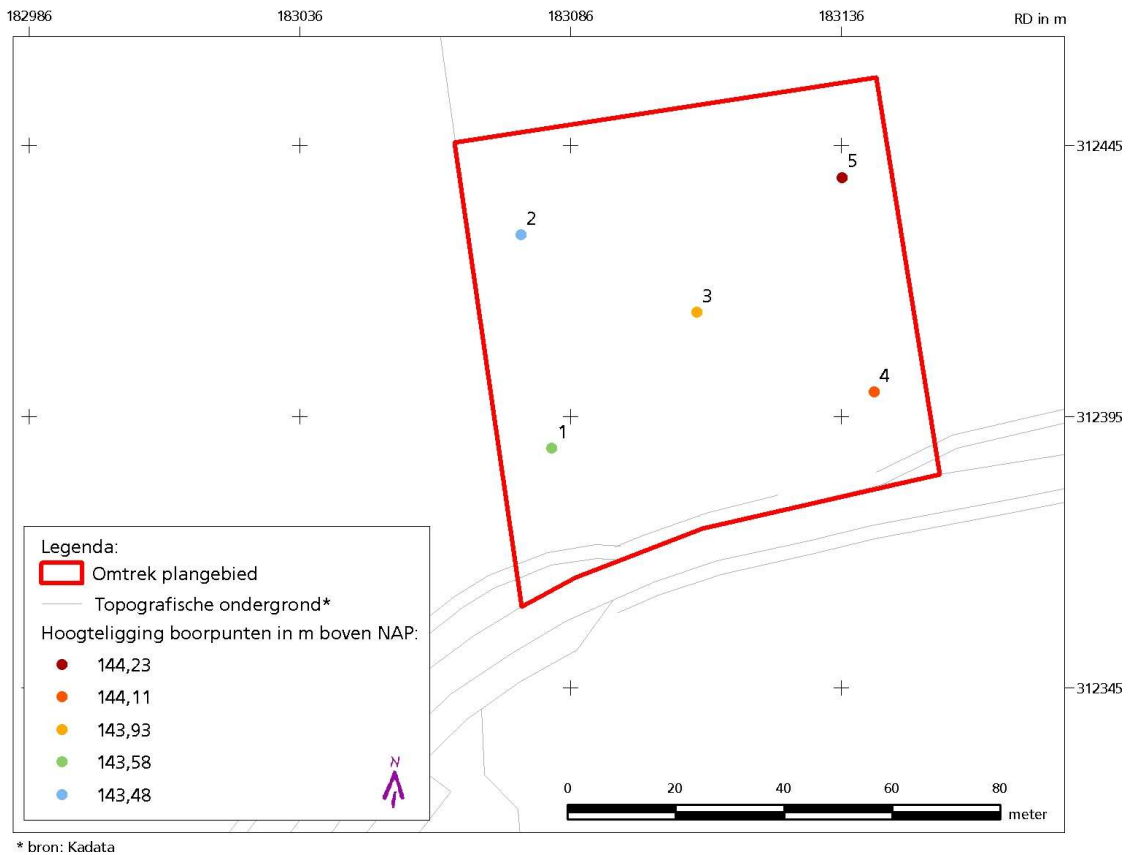 182986 183036 183086 183136 RD in m
312445
5
2
3
4
312395
1
Legenda:
Omtrek plangebied
Topografische ondergrond*
Hoogteligging boorpunten in m boven NAP:
144,23
312345
144,11
143,93
143,58
143,48
N
0 20 40 60 80
meter
* bron: Kadata